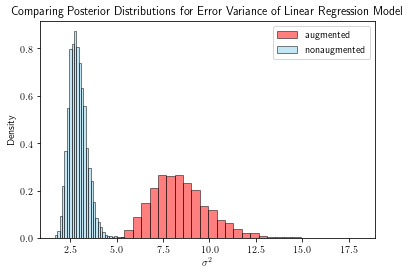 Comparing Posterior Distributions for Error Variance of Linear Regression Model
augmented
nonaugmented
Density
0.8
0.6
0.4
0.2
0.0
2.5 5.0 7.5 10.0 12.5 15.0 17.5
σ²